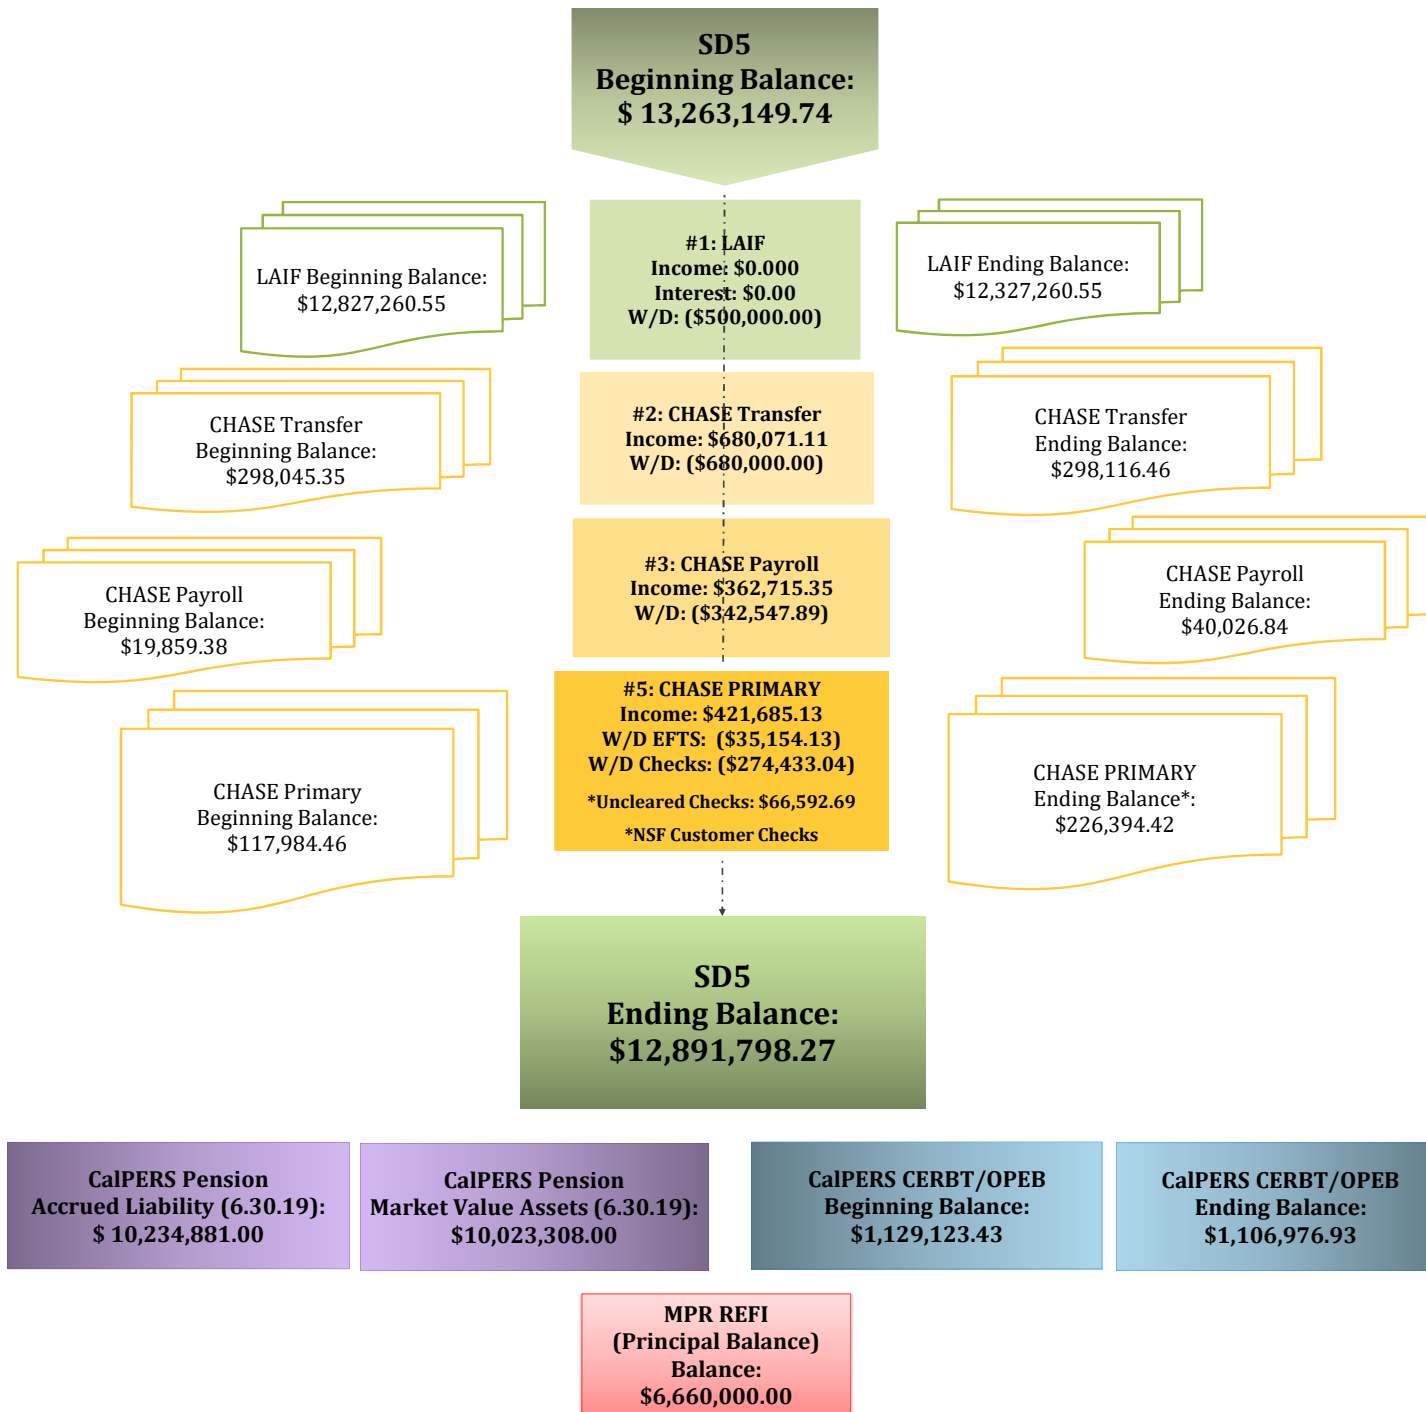 SD5
Beginning Balance:
$ 13,263,149.74
LAIF Beginning Balance:
$12,827,260.55
#1: LAIF
Income: $0.000
Interest: $0.00
W/D: ($500,000.00)
LAIF Ending Balance:
$12,327,260.55
CHASE Transfer
Beginning Balance:
$298,045.35
#2: CHASE Transfer
Income: $680,071.11
W/D: ($680,000.00)
CHASE Transfer
Ending Balance:
$298,116.46
CHASE Payroll
Beginning Balance:
$19,859.38
#3: CHASE Payroll
Income: $362,715.35
W/D: ($342,547.89)
CHASE Payroll
Ending Balance:
$40,026.84
CHASE Primary
Beginning Balance:
$117,984.46
#5: CHASE PRIMARY
Income: $421,685.13
W/D EFTS:  ($35,154.13)
W/D Checks: ($274,433.04)
*Uncleared Checks: $66,592.69
*NSF Customer Checks
CHASE PRIMARY
Ending Balance*:
$226,394.42
SD5
Ending Balance:
$12,891,798.27
CalPERS Pension
Accrued Liability (6.30.19):
$ 10,234,881.00
CalPERS Pension
Market Value Assets (6.30.19):
$10,023,308.00
CalPERS CERBT/OPEB
Beginning Balance:
$1,129,123.43
CalPERS CERBT/OPEB
Ending Balance:
$1,106,976.93
MPR REFI
(Principal Balance)
Balance:
$6,660,000.00